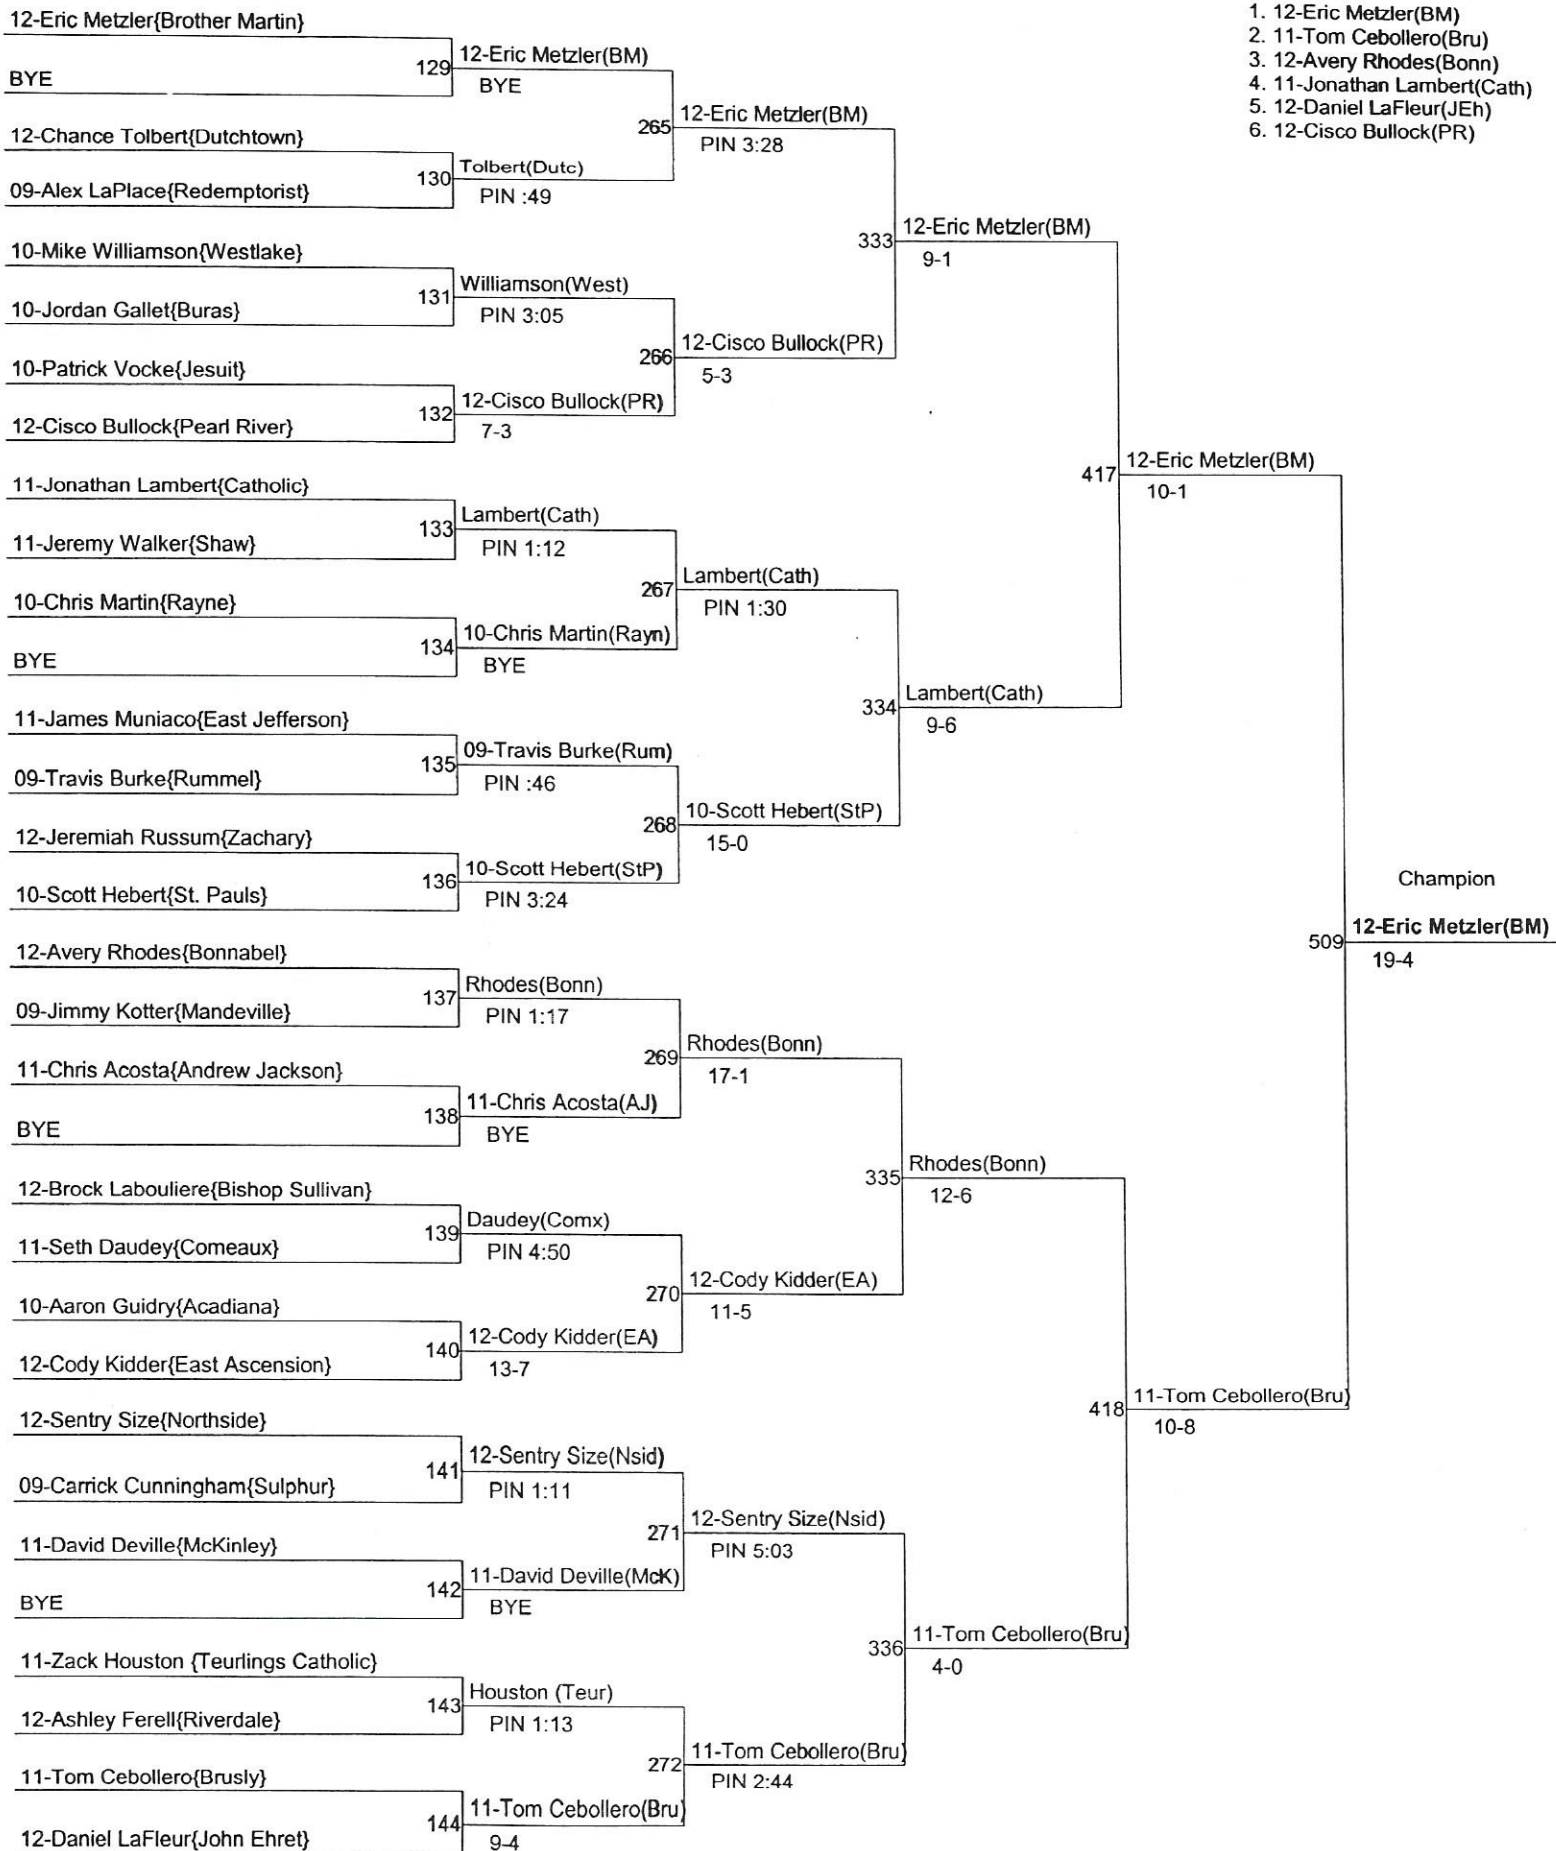 1. 12-Eric Metzler(BM)
2. 11-Tom Cebollero(Bru)
3. 12-Avery Rhodes(Bonn)
4. 11-Jonathan Lambert(Cath)
5. 12-Daniel LaFleur(JEh)
6. 12-Cisco Bullock(PR)
12-Eric Metzler{Brother Martin}
BYE
12-Chance Tolbert{Dutchtown}
09-Alex LaPlace{Redemptorist}
10-Mike Williamson{Westlake}
10-Jordan Gallet{Buras}
10-Patrick Vocke{Jesuit}
12-Cisco Bullock{Pearl River}
11-Jonathan Lambert{Catholic}
11-Jeremy Walker{Shaw}
10-Chris Martin{Rayne}
BYE
11-James Muniaco{East Jefferson}
09-Travis Burke{Rummel}
12-Jeremiah Russum{Zachary}
10-Scott Hebert{St. Pauls}
12-Avery Rhodes{Bonnabel}
09-Jimmy Kotter{Mandeville}
11-Chris Acosta{Andrew Jackson}
BYE
12-Brock Labouliere{Bishop Sullivan}
11-Seth Daudey{Comeaux}
10-Aaron Guidry{Acadiana}
12-Cody Kidder{East Ascension}
12-Sentry Size{Northside}
09-Carrick Cunningham{Sulphur}
11-David Deville{McKinley}
BYE
11-Zack Houston {Teurlings Catholic}
12-Ashley Ferell{Riverdale}
11-Tom Cebollero{Brusly}
12-Daniel LaFleur{John Ehret}
129
12-Eric Metzler(BM)
BYE
130
Tolbert(Dutc)
PIN :49
131
Williamson(West)
PIN 3:05
132
12-Cisco Bullock(PR)
7-3
133
Lambert(Cath)
PIN 1:12
134
10-Chris Martin(Rayn)
BYE
135
09-Travis Burke(Rum)
PIN :46
136
10-Scott Hebert(StP)
PIN 3:24
137
Rhodes(Bonn)
PIN 1:17
138
11-Chris Acosta(AJ)
BYE
139
Daudey(Comx)
PIN 4:50
140
12-Cody Kidder(EA)
13-7
141
12-Sentry Size(Nsid)
PIN 1:11
142
11-David Deville(McK)
BYE
143
Houston (Teur)
PIN 1:13
144
11-Tom Cebollero(Bru)
9-4
265
12-Eric Metzler(BM)
PIN 3:28
266
12-Cisco Bullock(PR)
5-3
267
Lambert(Cath)
PIN 1:30
268
10-Scott Hebert(StP)
15-0
269
Rhodes(Bonn)
17-1
270
12-Cody Kidder(EA)
11-5
271
12-Sentry Size(Nsid)
PIN 5:03
272
11-Tom Cebollero(Bru)
PIN 2:44
333
12-Eric Metzler(BM)
9-1
334
Lambert(Cath)
9-6
335
Rhodes(Bonn)
12-6
336
11-Tom Cebollero(Bru)
4-0
417
12-Eric Metzler(BM)
10-1
418
11-Tom Cebollero(Bru)
10-8
Champion
509
12-Eric Metzler(BM)
19-4